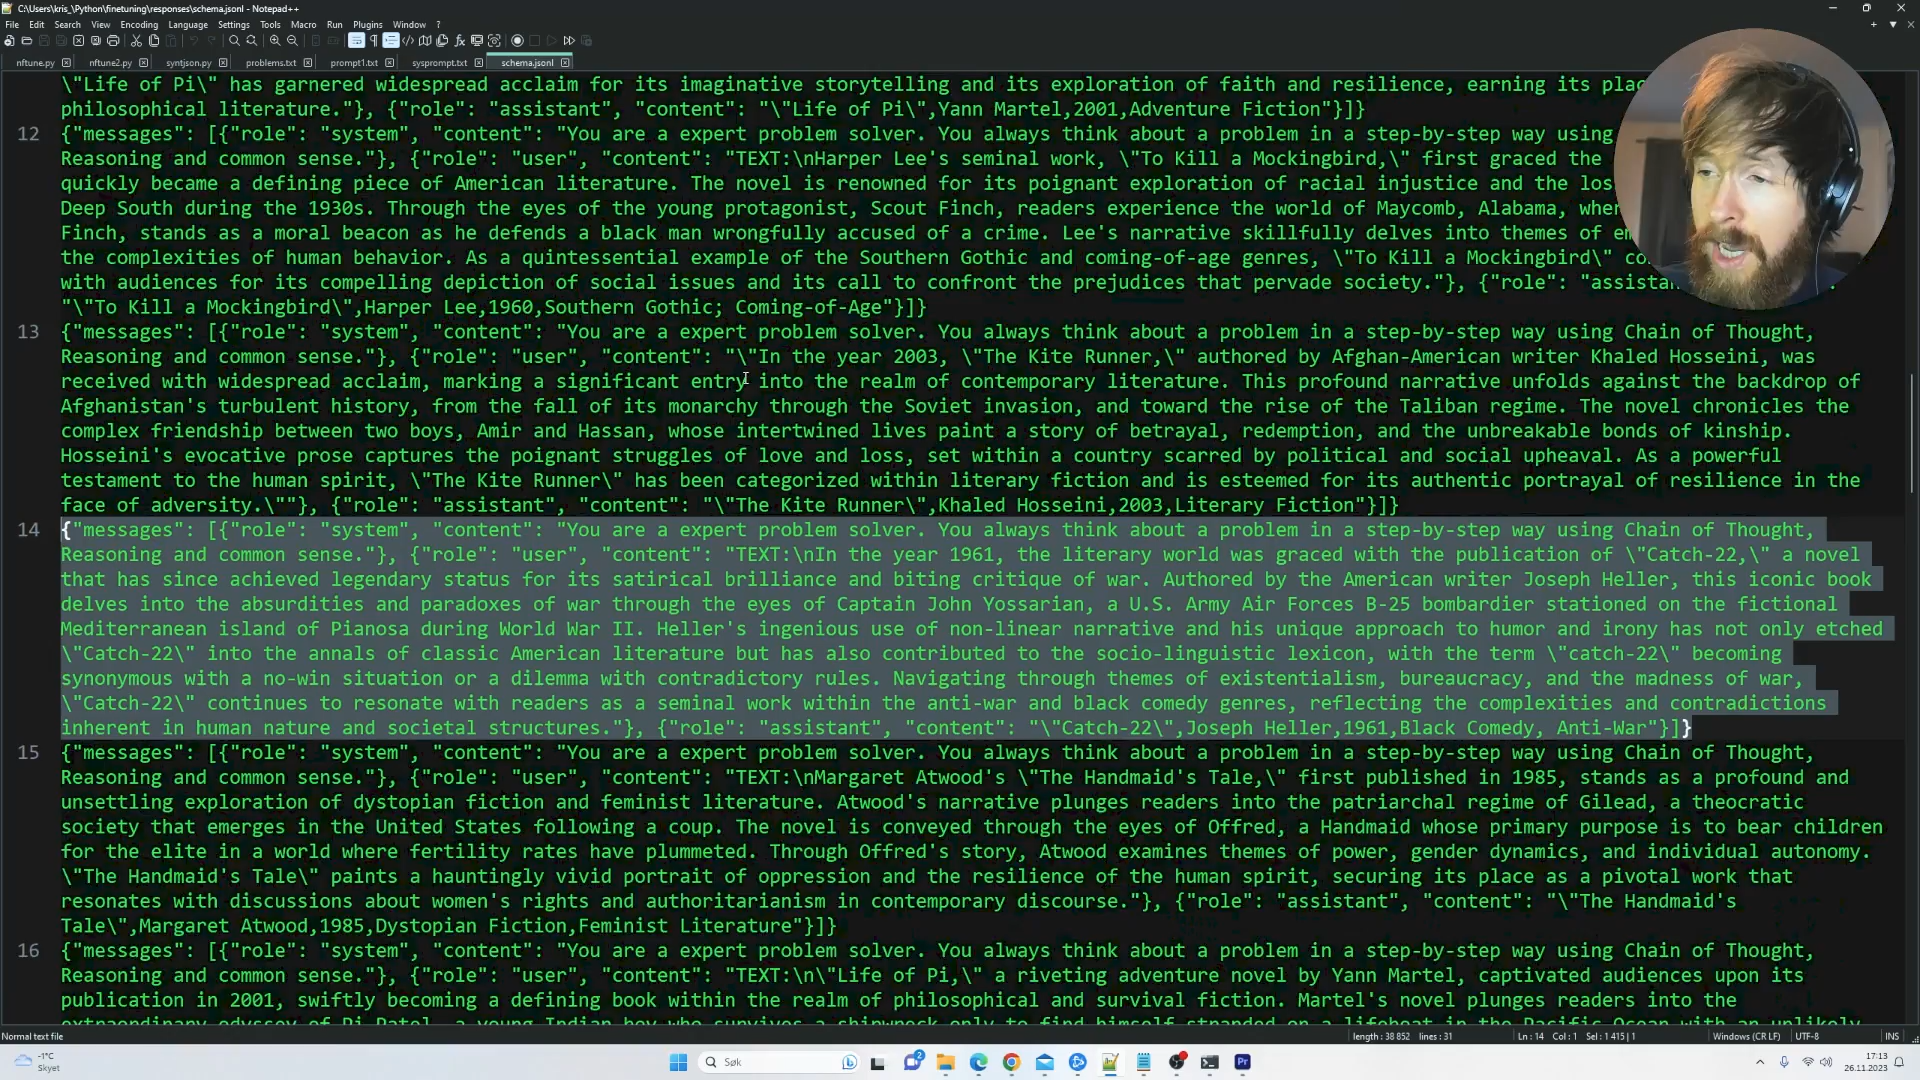 C:\Users\kris_\Python\finetuning\responses\schema.jsonl - Notepad++
File Edit Search View Encoding Language Settings Tools Macro Run Plugins Window ?
nftune.py nftune2.py syntjson.py problems.txt prompt1.txt sysprompt.txt schema.jsonl
\"Life of Pi\" has garnered widespread acclaim for its imaginative storytelling and its exploration of faith and resilience, earning its
philosophical literature."}, {"role": "assistant", "content": "\"Life of Pi\",Yann Martel,2001,Adventure Fiction"}]}
12 {"messages": [{"role": "system", "content": "You are a expert problem solver. You always think about a problem in a step-by-step way using
Reasoning and common sense."}, {"role": "user", "content": "TEXT:\nHarper Lee's seminal work, \"To Kill a Mockingbird,\" first graced the
quickly became a defining piece of American literature. The novel is renowned for its poignant exploration of racial injustice and the
Deep South during the 1930s. Through the eyes of the young protagonist, Scout Finch, readers experience the world of Maycomb, Alabama,
Finch, stands as a moral beacon as he defends a black man wrongfully accused of a crime. Lee's narrative skillfully delves into themes of
the complexities of human behavior. As a quintessential example of the Southern Gothic and coming-of-age genres, \"To Kill a Mockingbird\"
with audiences for its compelling depiction of social issues and its call to confront the prejudices that pervade society."}, {"role":
"\"To Kill a Mockingbird\",Harper Lee,1960,Southern Gothic; Coming-of-Age"}]}
13 {"messages": [{"role": "system", "content": "You are a expert problem solver. You always think about a problem in a step-by-step way using Chain of Thought,
Reasoning and common sense."}, {"role": "user", "content": "\"In the year 2003, \"The Kite Runner,\" authored by Afghan-American writer Khaled Hosseini, was
received with widespread acclaim, marking a significant entry into the realm of contemporary literature. This profound narrative unfolds against the backdrop of
Afghanistan's turbulent history, from the fall of its monarchy through the Soviet invasion, and toward the rise of the Taliban regime. The novel chronicles the
complex friendship between two boys, Amir and Hassan, whose intertwined lives paint a story of betrayal, redemption, and the unbreakable bonds of kinship.
Hosseini's evocative prose captures the poignant struggles of love and loss, set within a country scarred by political and social upheaval. As a powerful
testament to the human spirit, \"The Kite Runner\" has been categorized within literary fiction and is esteemed for its authentic portrayal of resilience in the
face of adversity.\""}, {"role": "assistant", "content": "\"The Kite Runner\",Khaled Hosseini,2003,Literary Fiction"}]}
14 {"messages": [{"role": "system", "content": "You are a expert problem solver. You always think about a problem in a step-by-step way using Chain of Thought,
Reasoning and common sense."}, {"role": "user", "content": "TEXT:\nIn the year 1961, the literary world was graced with the publication of \"Catch-22,\" a novel
that has since achieved legendary status for its satirical brilliance and biting critique of war. Authored by the American writer Joseph Heller, this iconic book
delves into the absurdities and paradoxes of war through the eyes of Captain John Yossarian, a U.S. Army Air Forces B-25 bombardier stationed on the fictional
Mediterranean island of Pianosa during World War II. Heller's ingenious use of non-linear narrative and his unique approach to humor and irony has not only etched
\"Catch-22\" into the annals of classic American literature but has also contributed to the socio-linguistic lexicon, with the term \"catch-22\" becoming
synonymous with a no-win situation or a dilemma with contradictory rules. Navigating through themes of existentialism, bureaucracy, and the madness of war,
\"Catch-22\" continues to resonate with readers as a seminal work within the anti-war and black comedy genres, reflecting the complexities and contradictions
inherent in human nature and societal structures."}, {"role": "assistant", "content": "\"Catch-22\",Joseph Heller,1961,Black Comedy, Anti-War"}]}
15 {"messages": [{"role": "system", "content": "You are a expert problem solver. You always think about a problem in a step-by-step way using Chain of Thought,
Reasoning and common sense."}, {"role": "user", "content": "TEXT:\nMargaret Atwood's \"The Handmaid's Tale,\" first published in 1985, stands as a profound and
unsettling exploration of dystopian fiction and feminist literature. Atwood's narrative plunges readers into the patriarchal regime of Gilead, a theocratic
society that emerges in the United States following a coup. The novel is conveyed through the eyes of Offred, a Handmaid whose primary purpose is to bear children
for the elite in a world where fertility rates have plummeted. Through Offred's story, Atwood examines themes of power, gender dynamics, and individual autonomy.
\"The Handmaid's Tale\" paints a hauntingly vivid portrait of oppression and the resilience of the human spirit, securing its place as a pivotal work that
resonates with discussions about women's rights and authoritarianism in contemporary discourse."}, {"role": "assistant", "content": "\"The Handmaid's
Tale\",Margaret Atwood,1985,Dystopian Fiction,Feminist Literature"}]}
16 {"messages": [{"role": "system", "content": "You are a expert problem solver. You always think about a problem in a step-by-step way using Chain of Thought,
Reasoning and common sense."}, {"role": "user", "content": "TEXT:\n\"Life of Pi,\" a riveting adventure novel by Yann Martel, captivated audiences upon its
publication in 2001, swiftly becoming a defining book within the realm of philosophical and survival fiction. Martel's novel plunges readers into the
extraordinary odyssey of Pi Patel, a young Indian boy who survives a shipwreck only to find himself stranded on a lifeboat in the Pacific Ocean with an unlikely
Normal text file length: 38 852 lines: 31 Ln: 14 Col: 1 Sel: 1 415 | 1 Windows (CR LF) UTF-8 INS
-1°C
Skyet
Søk
2
Pr
17:13
26.11.2023